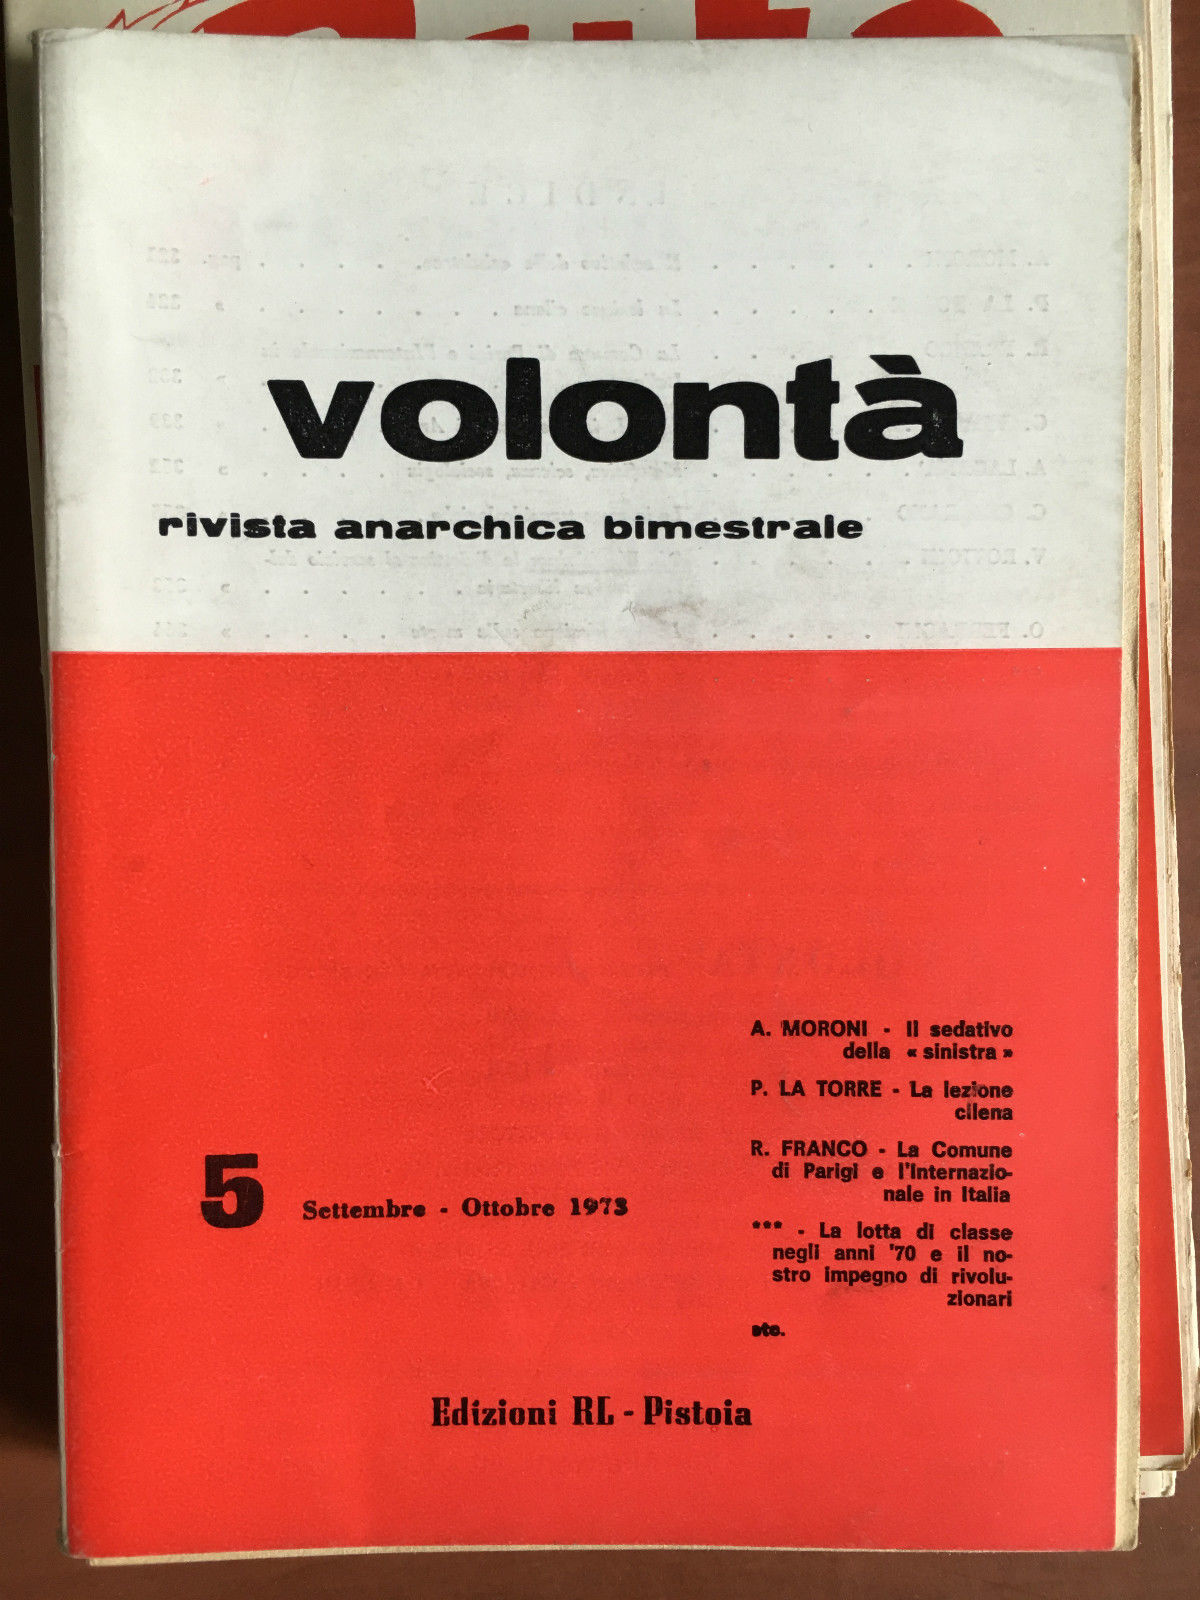 volontà
rivista anarchica bimestrale
A. MORONI - Il sedativo
della « sinistra »
P. LA TORRE - La lezione
cilena
R. FRANCO - La Comune
di Parigi e l'Internazio-
nale in Italia
*** - La lotta di classe
negli anni '70 e il no-
stro impegno di rivolu-
zionari
etc.
5 Settembre - Ottobre 1973
Edizioni RL - Pistoia